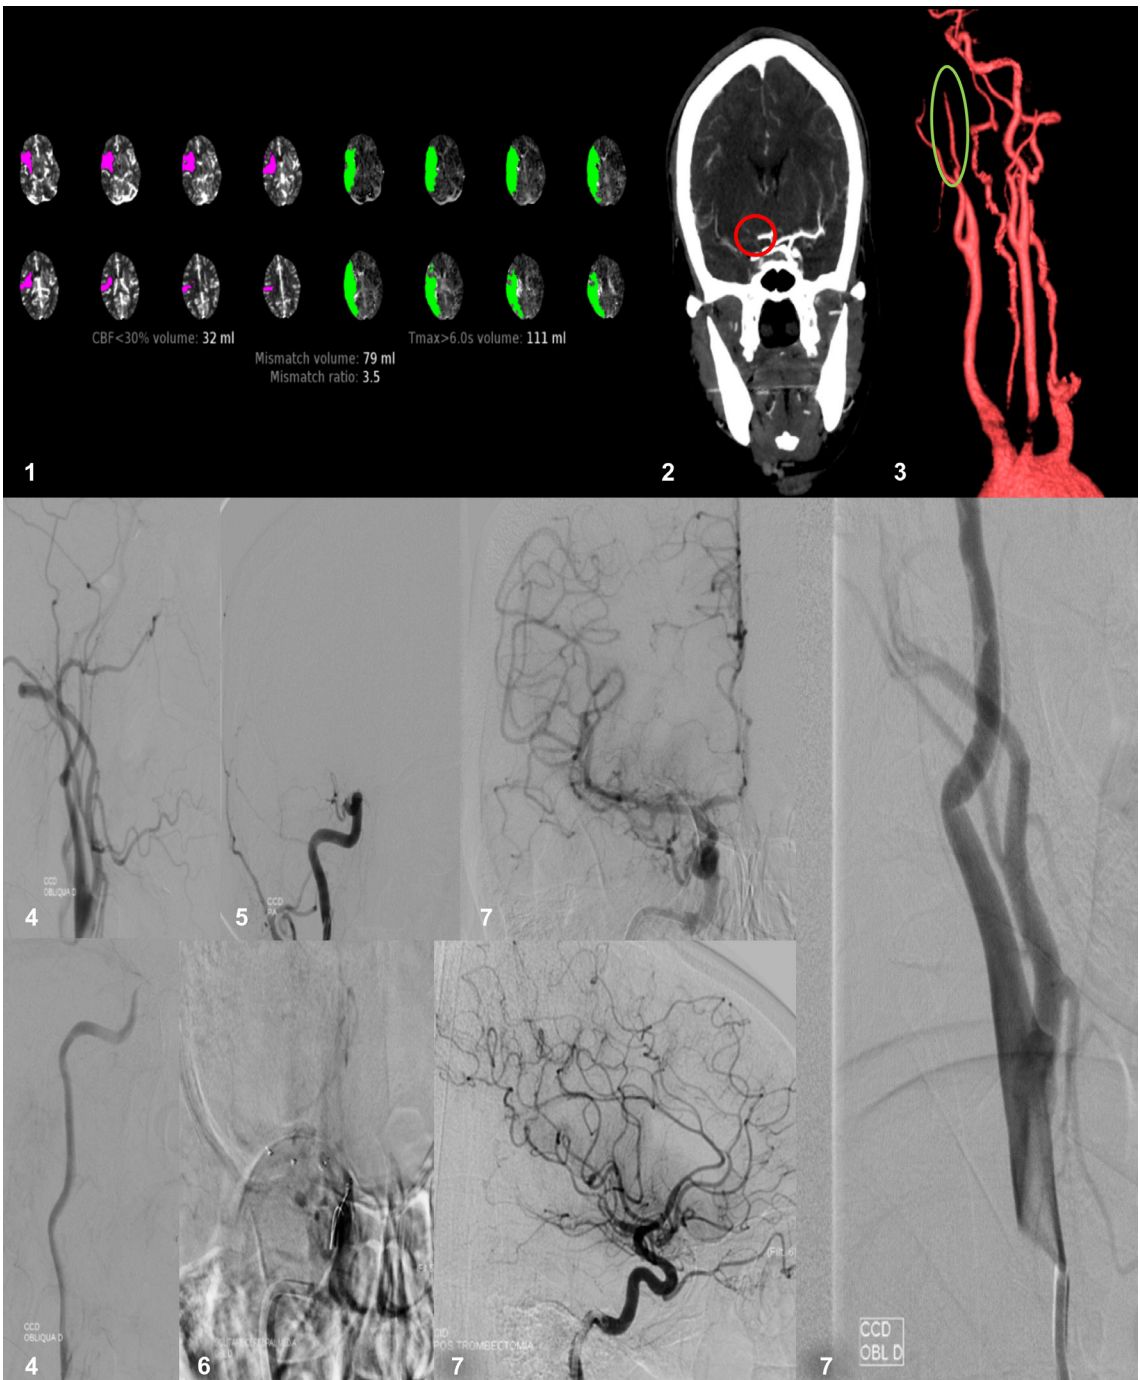 CBF<30% volume: 32 ml
Tmax>6.0s volume: 111 ml
Mismatch volume: 79 ml
Mismatch ratio: 3.5
1
2
3
CCD
OBLIQUA D
4
CCD
PA
5
7
CCD
OBLIQUA D
4
6
POS TROMBECTOMIA
7
CCD
OBL D
7